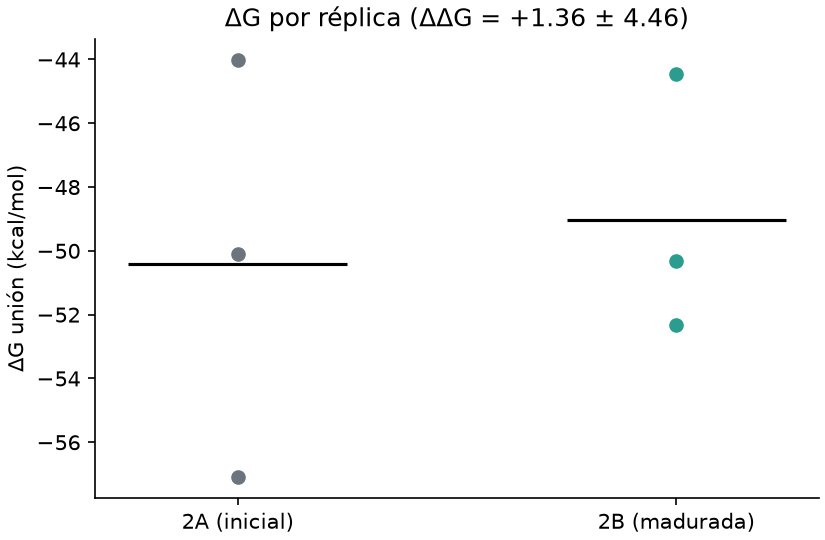 ΔG por réplica (ΔΔG = +1.36 ± 4.46)
ΔG unión (kcal/mol)
−44
−46
−48
−50
−52
−54
−56
2A (inicial)
2B (madurada)